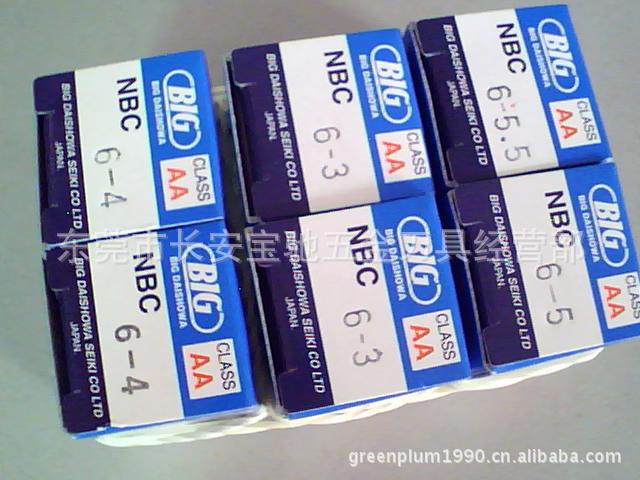 BIG
BIG DAISHOWA
CLASS
AA
NBC
6-4
BIG DAISHOWA SEIKI CO LTD
JAPAN.
BIG
BIG DAISHOWA
CLASS
AA
NBC
6-3
BIG DAISHOWA SEIKI CO LTD
JAPAN.
BIG
BIG DAISHOWA
CLASS
AA
NBC
6-5.5
BIG DAISHOWA SEIKI CO LTD
JAPAN.
BIG
BIG DAISHOWA
CLASS
AA
NBC
6-4
BIG DAISHOWA SEIKI CO LTD
JAPAN.
BIG
BIG DAISHOWA
CLASS
AA
NBC
6-3
BIG DAISHOWA SEIKI CO LTD
JAPAN.
BIG
BIG DAISHOWA
CLASS
AA
NBC
6-5
BIG DAISHOWA SEIKI CO LTD
JAPAN.
东莞市长安宝驰五金刀具经营部
greenplum1990.cn.alibaba.com